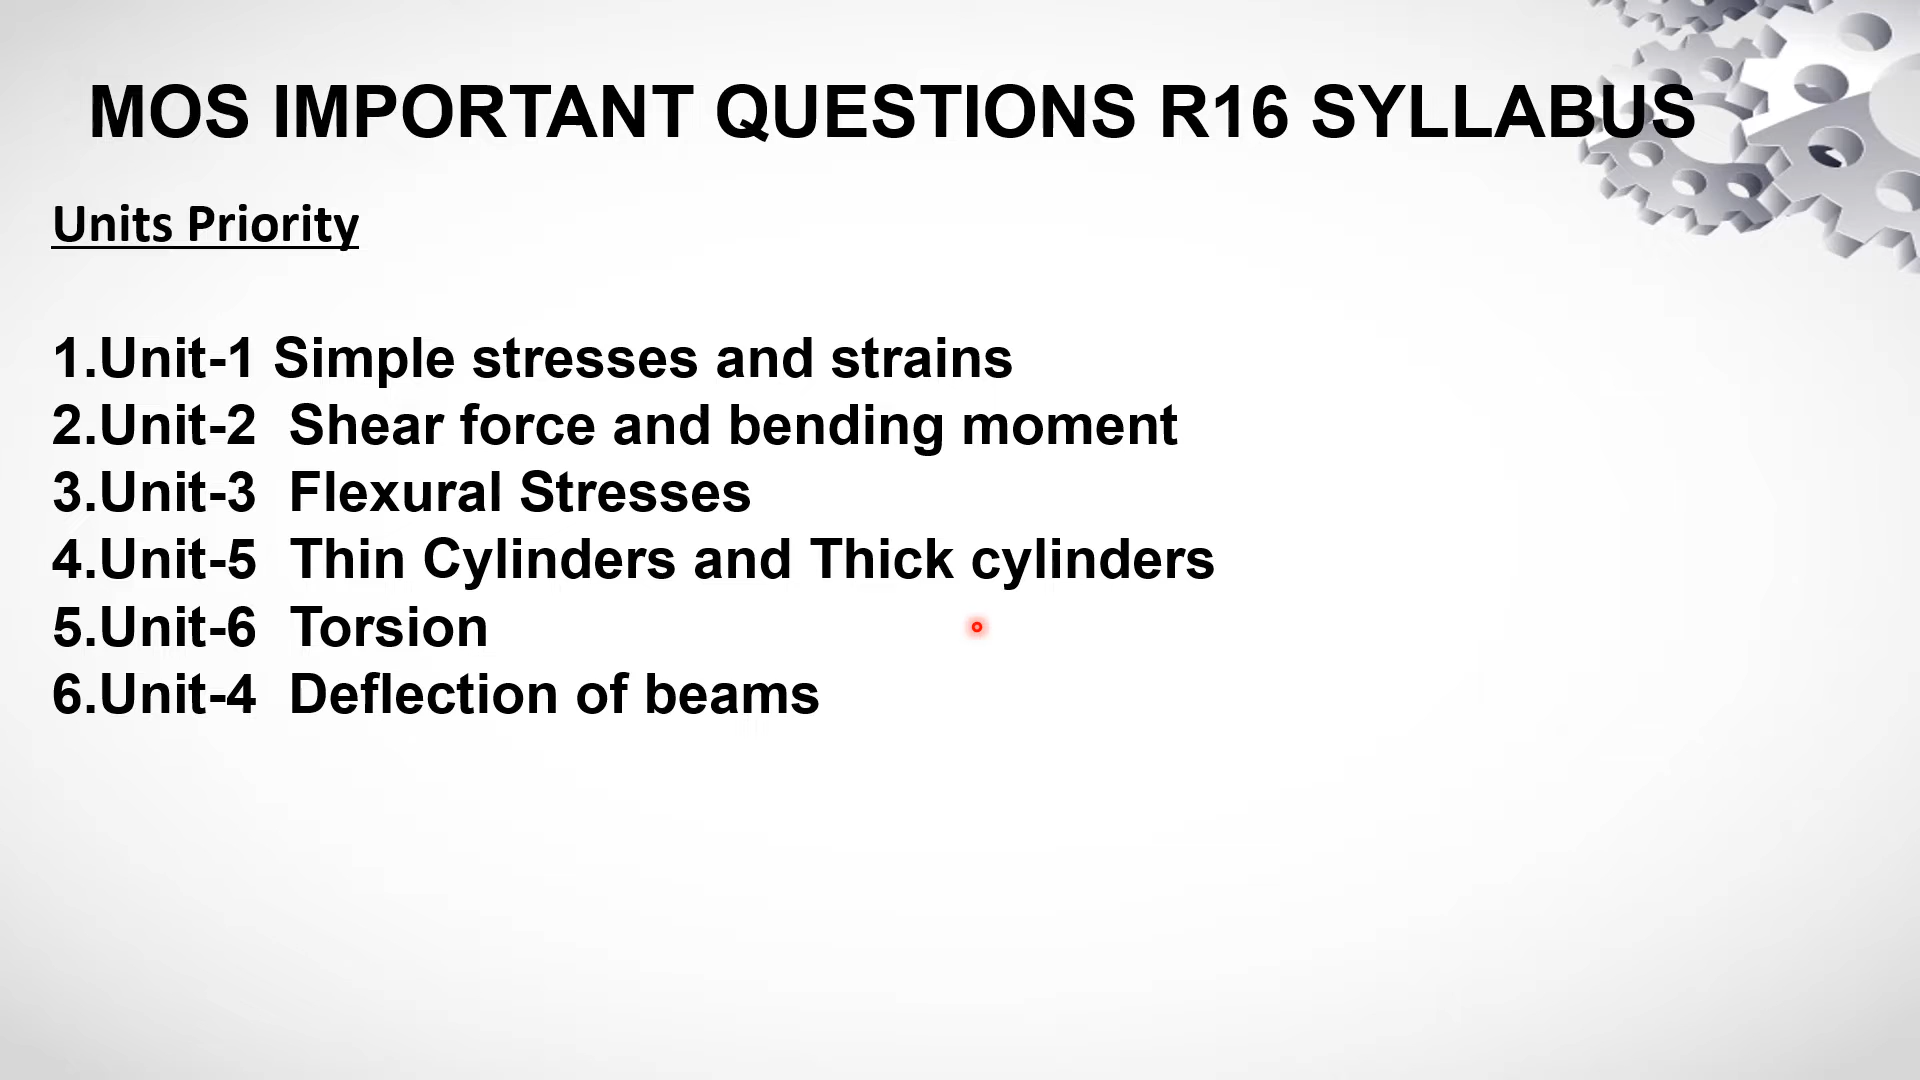 MOS IMPORTANT QUESTIONS R16 SYLLABUS
Units Priority
1.Unit-1 Simple stresses and strains
2.Unit-2  Shear force and bending moment
3.Unit-3  Flexural Stresses
4.Unit-5  Thin Cylinders and Thick cylinders
5.Unit-6  Torsion
6.Unit-4  Deflection of beams